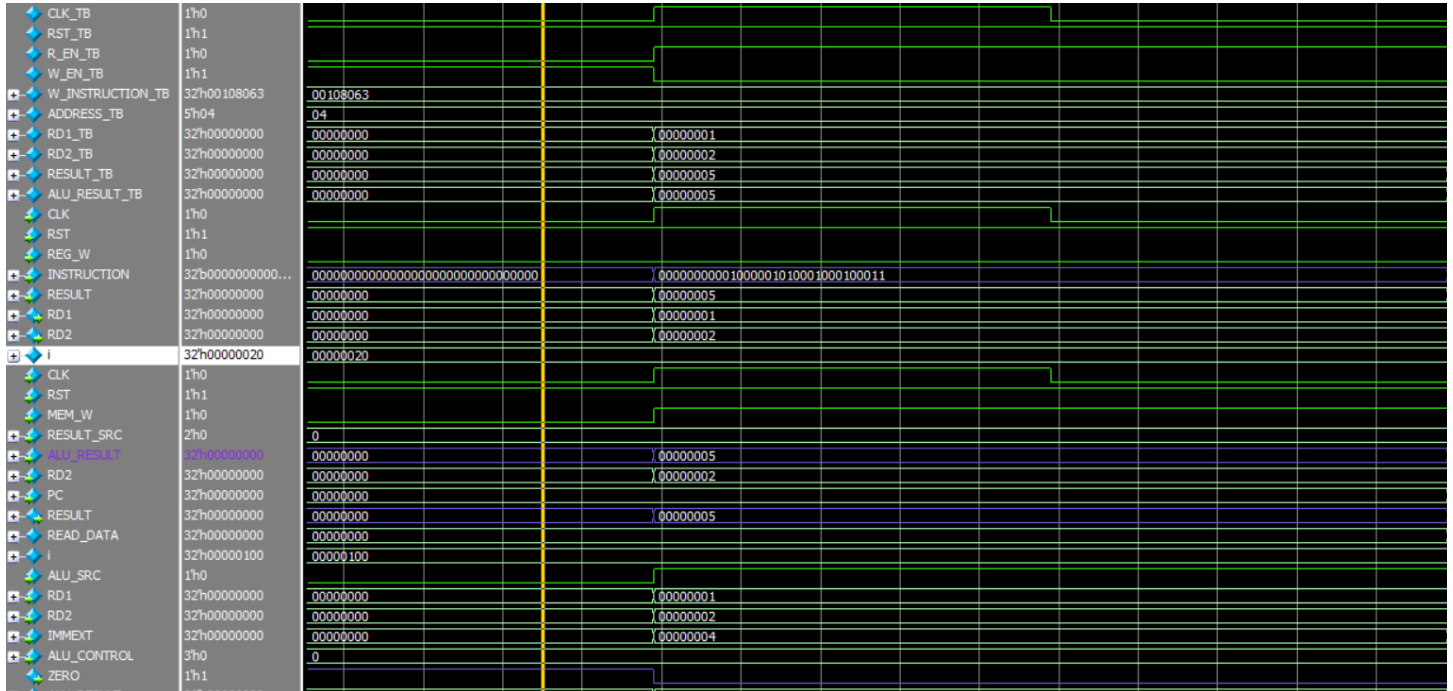 CLK_TB 1'h0
RST_TB 1'h1
R_EN_TB 1'h0
W_EN_TB 1'h1
W_INSTRUCTION_TB 32'h00108063 00108063
ADDRESS_TB 5'h04 04
RD1_TB 32'h00000000 00000000 00000001
RD2_TB 32'h00000000 00000000 00000002
RESULT_TB 32'h00000000 00000000 00000005
ALU_RESULT_TB 32'h00000000 00000000 00000005
CLK 1'h0
RST 1'h1
REG_W 1'h0
INSTRUCTION 32'b0000000000... 00000000000000000000000000000000 00000000001000001010001000100011
RESULT 32'h00000000 00000000 00000005
RD1 32'h00000000 00000000 00000001
RD2 32'h00000000 00000000 00000002
i 32'h00000020 00000020
CLK 1'h0
RST 1'h1
MEM_W 1'h0
RESULT_SRC 2'h0 0
ALU_RESULT 32'h00000000 00000000 00000005
RD2 32'h00000000 00000000 00000002
PC 32'h00000000 00000000
RESULT 32'h00000000 00000000 00000005
READ_DATA 32'h00000000 00000000
i 32'h00000100 00000100
ALU_SRC 1'h0
RD1 32'h00000000 00000000 00000001
RD2 32'h00000000 00000000 00000002
IMMEXT 32'h00000000 00000000 00000004
ALU_CONTROL 3'h0 0
ZERO 1'h1